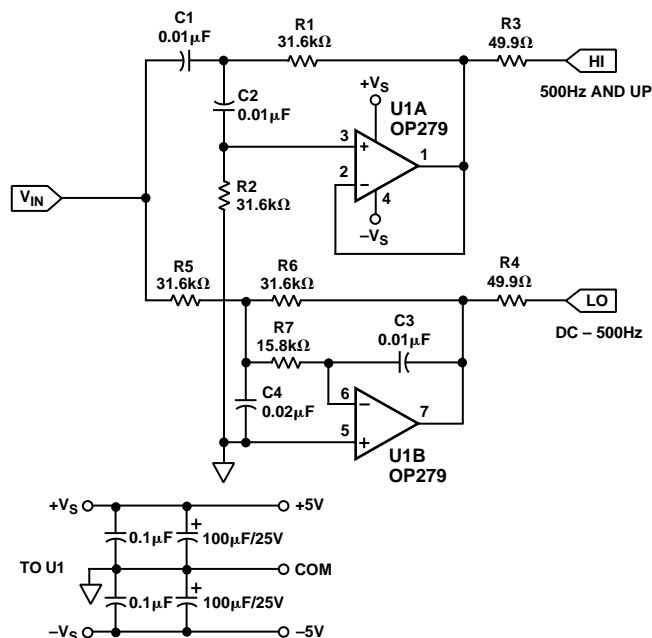 C1
0.01µF
R1
31.6kΩ
R3
49.9Ω
HI
500Hz AND UP
C2
0.01µF
+VS
U1A
OP279
3
+
1
2
–
4
–VS
R2
31.6kΩ
VIN
R5
31.6kΩ
R6
31.6kΩ
R4
49.9Ω
LO
DC – 500Hz
R7
15.8kΩ
C3
0.01µF
C4
0.02µF
6
–
7
5
+
U1B
OP279
+VS
+5V
0.1µF
+
100µF/25V
TO U1
COM
0.1µF
+
100µF/25V
–VS
–5V